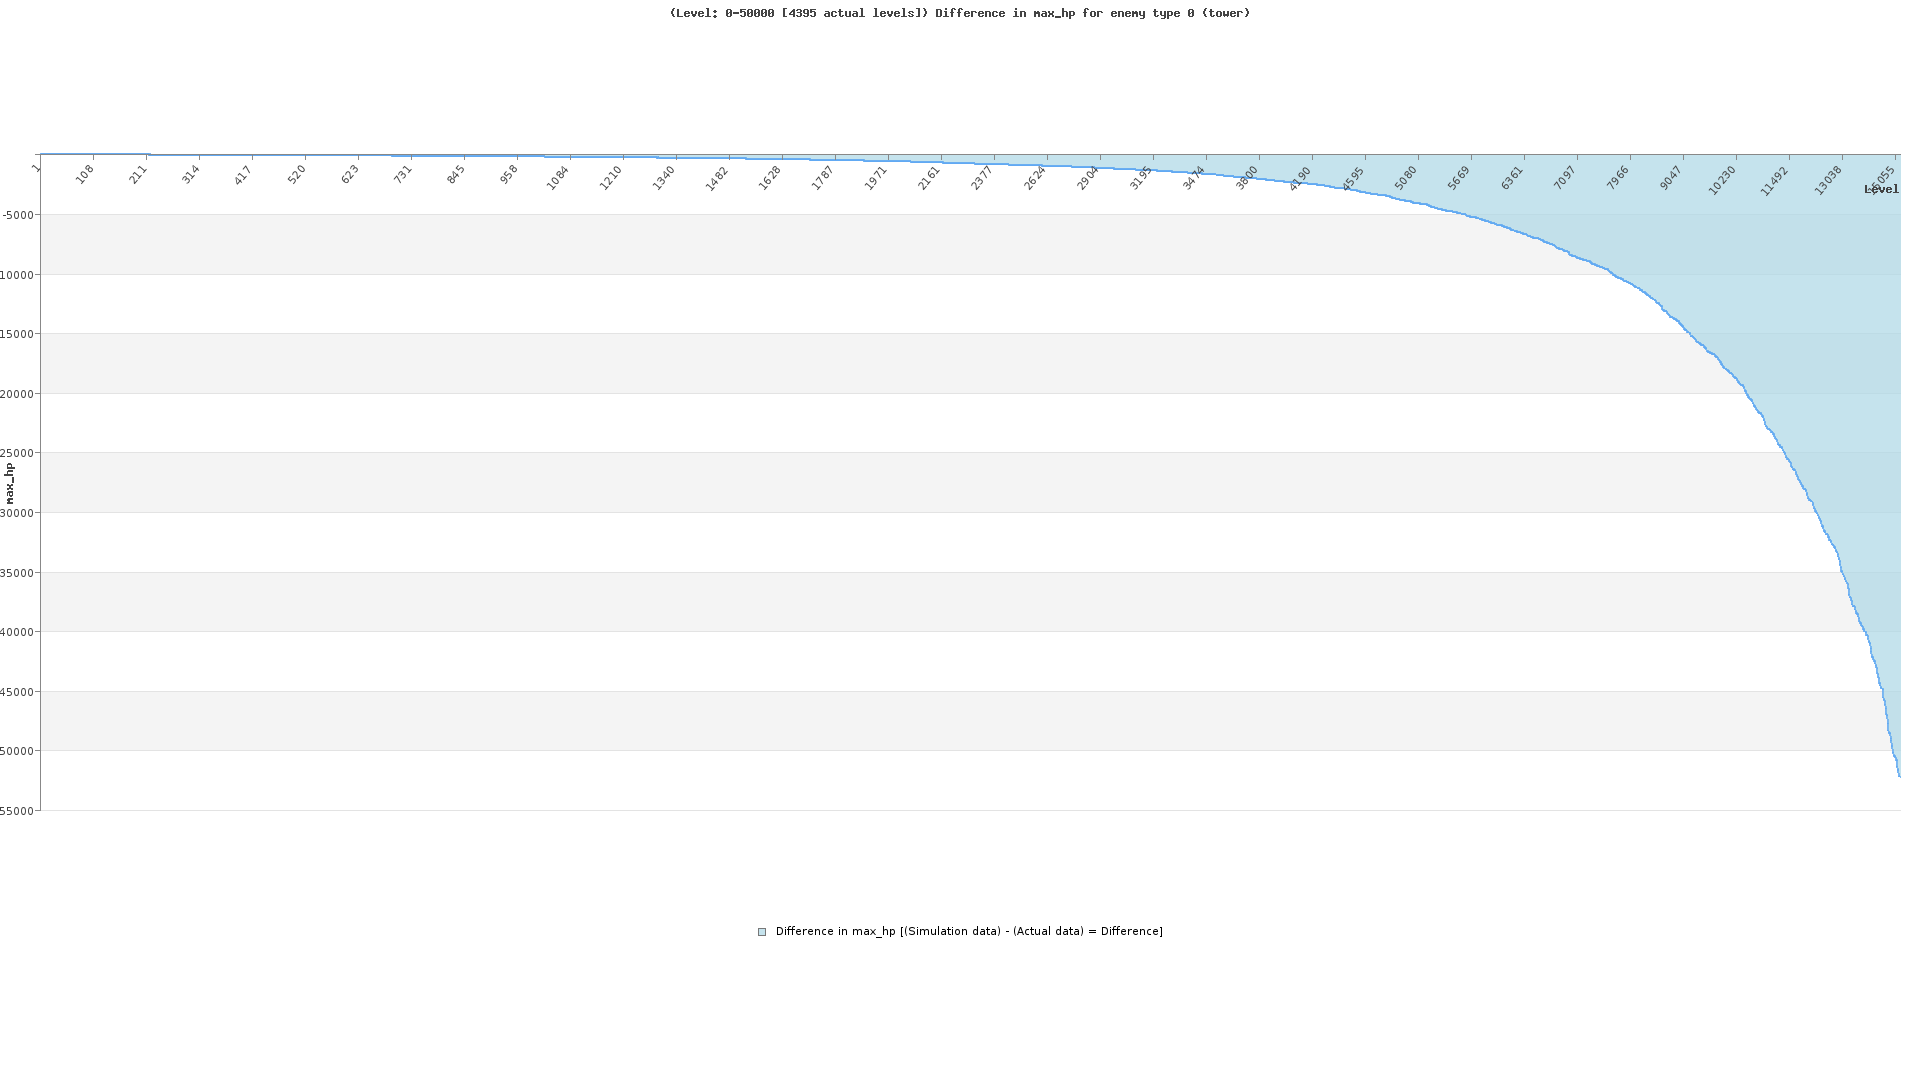 (Level: 0-50000 [4395 actual levels]) Difference in max_hp for enemy type 0 (tower)
1 108 211 314 417 520 623 731 845 958 1084 1210 1340 1482 1628 1787 1971 2161 2377 2624 2904 3195 3474 3800 4190 4595 5080 5669 6361 7097 7966 9047 10230 11492 13038
Level
-5000
10000
15000
20000
25000
max_hp
30000
35000
40000
45000
50000
55000
Difference in max_hp [(Simulation data) - (Actual data) = Difference]